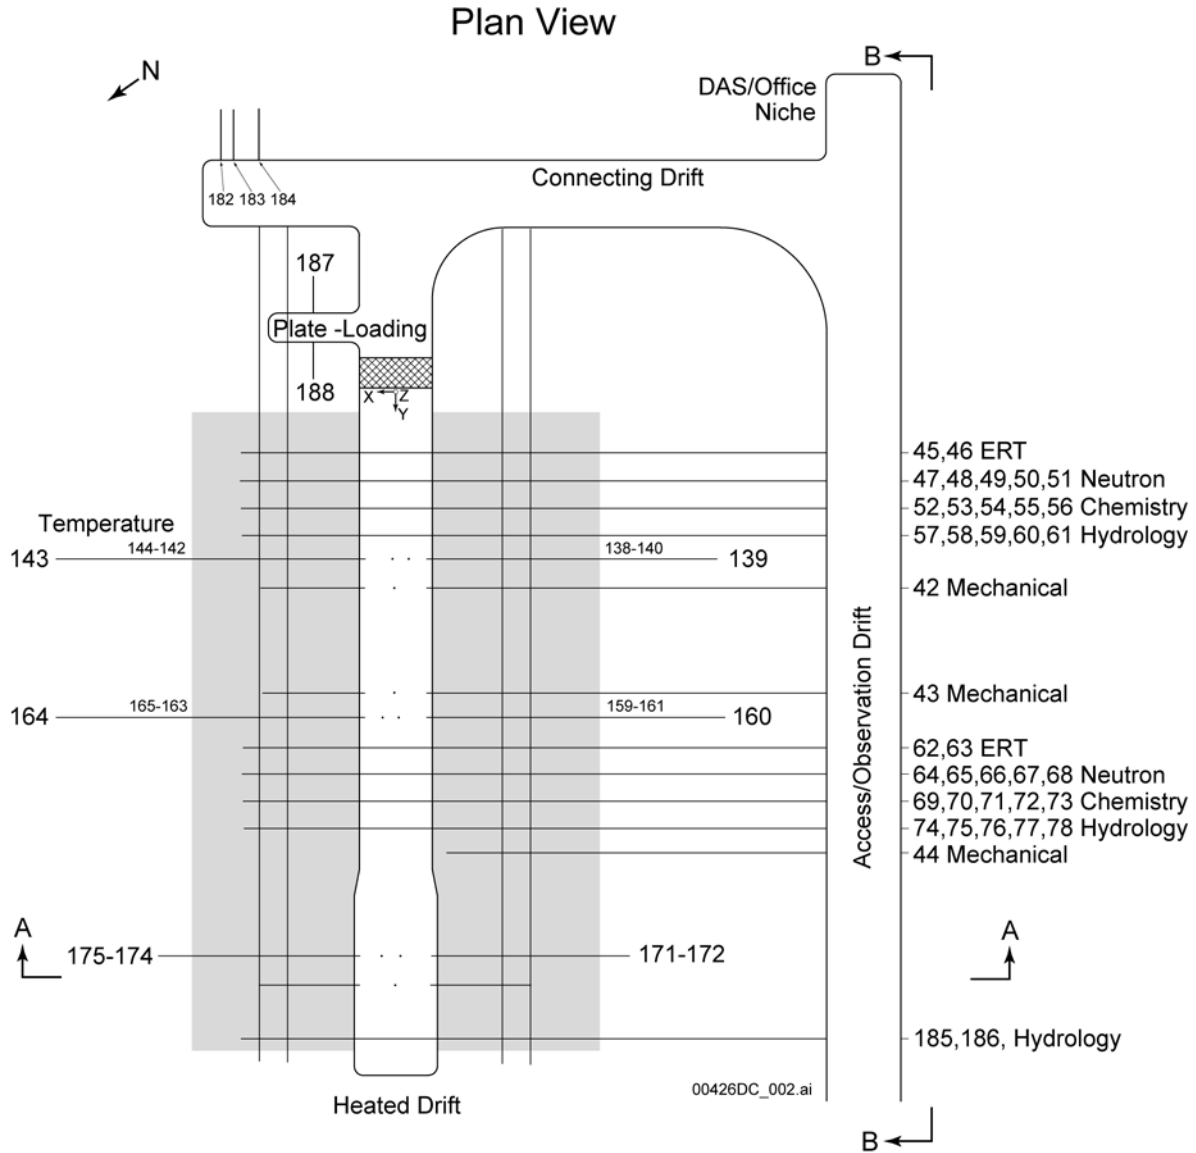 Plan View
B
N
DAS/Office
Niche
Connecting Drift
182 183 184
187
Plate -Loading
188
X Z
Y
45,46 ERT
47,48,49,50,51 Neutron
52,53,54,55,56 Chemistry
Temperature
57,58,59,60,61 Hydrology
144-142
138-140
143
139
42 Mechanical
Access/Observation Drift
43 Mechanical
165-163
159-161
164
160
62,63 ERT
64,65,66,67,68 Neutron
69,70,71,72,73 Chemistry
74,75,76,77,78 Hydrology
44 Mechanical
A
A
175-174
171-172
185,186, Hydrology
00426DC_002.ai
Heated Drift
B